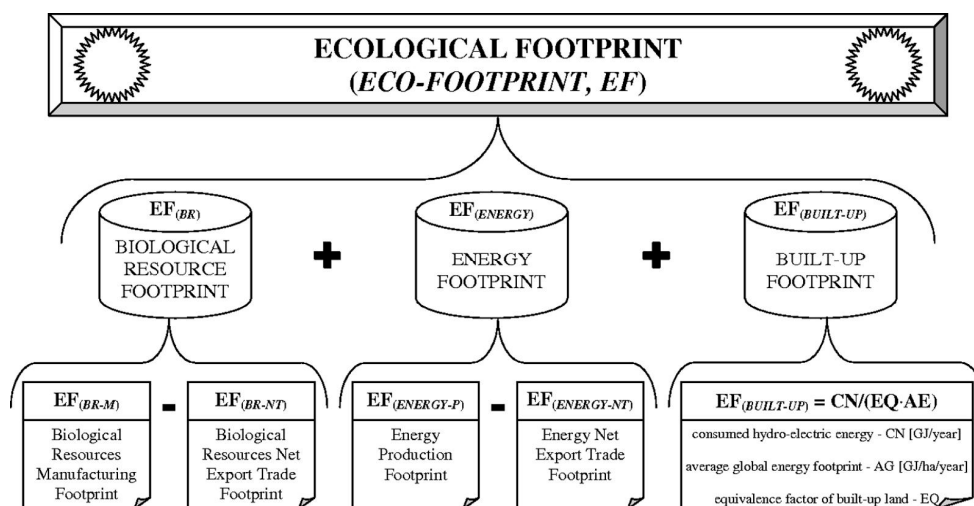 ECOLOGICAL FOOTPRINT
(ECO-FOOTPRINT, EF)
EF(BR)
BIOLOGICAL
RESOURCE
FOOTPRINT
+
EF(ENERGY)
ENERGY
FOOTPRINT
+
EF(BUILT-UP)
BUILT-UP
FOOTPRINT
EF(BR-M)
Biological
Resources
Manufacturing
Footprint
-
EF(BR-NT)
Biological
Resources Net
Export Trade
Footprint
EF(ENERGY-P)
Energy
Production
Footprint
-
EF(ENERGY-NT)
Energy Net
Export Trade
Footprint
EF(BUILT-UP) = CN/(EQ·AE)
consumed hydro-electric energy - CN [GJ/year]
average global energy footprint - AG [GJ/ha/year]
equivalence factor of built-up land - EQ